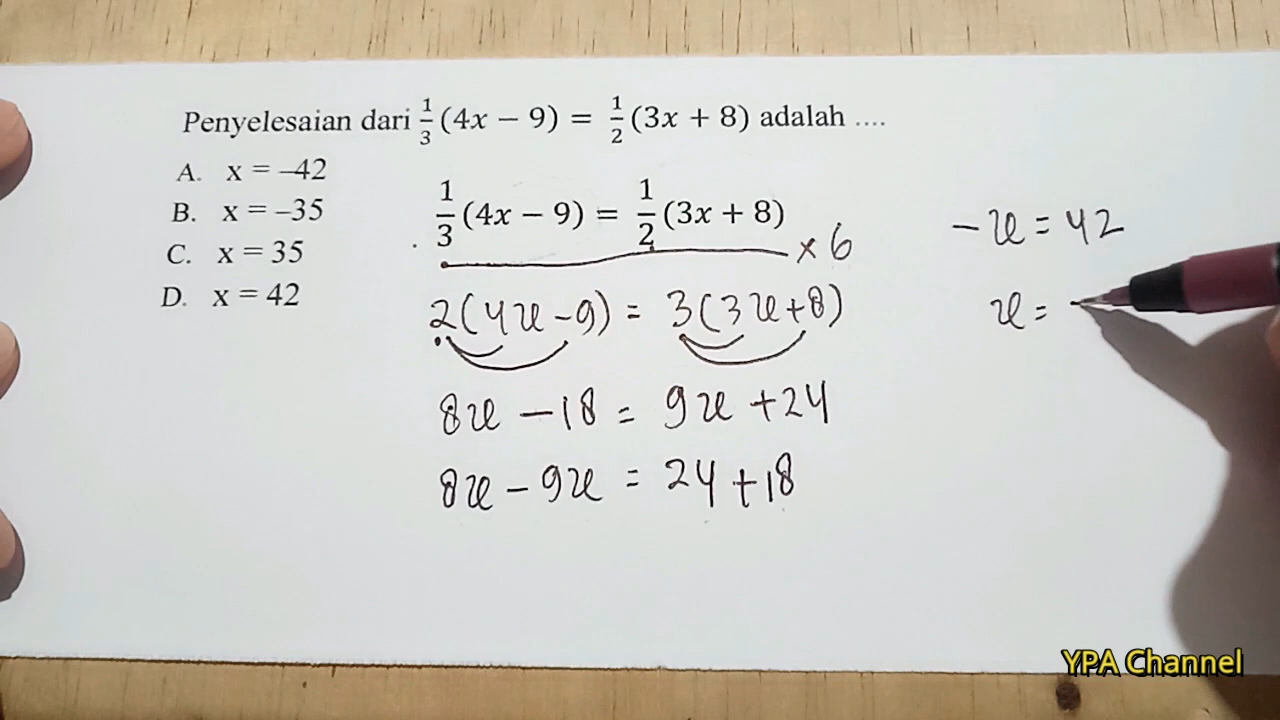 Penyelesaian dari 1/3 (4x − 9) = 1/2 (3x + 8) adalah ....
A. x = –42
B. x = –35
C. x = 35
D. x = 42
1/3 (4x − 9) = 1/2 (3x + 8)
× 6
2(4x − 9) = 3(3x + 8)
8x − 18 = 9x + 24
8x − 9x = 24 + 18
−x = 42
x = −
YPA Channel